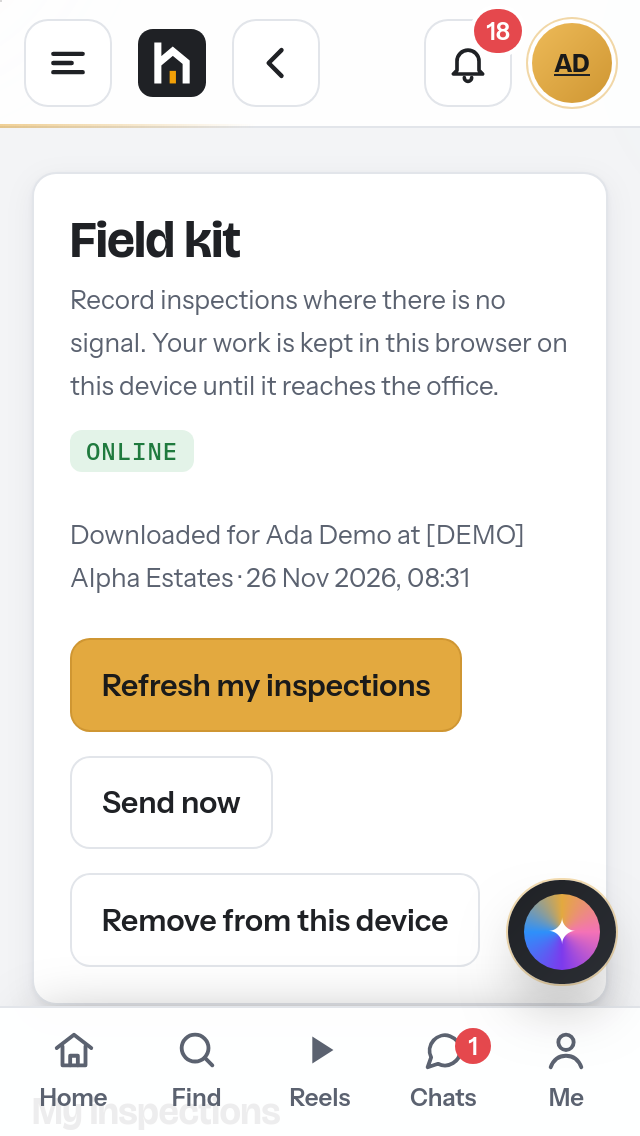 18
AD
Field kit
Record inspections where there is no
signal. Your work is kept in this browser on
this device until it reaches the office.
ONLINE
Downloaded for Ada Demo at [DEMO]
Alpha Estates · 26 Nov 2026, 08:31
Refresh my inspections
Send now
Remove from this device
1
Home Find Reels Chats Me
My inspections